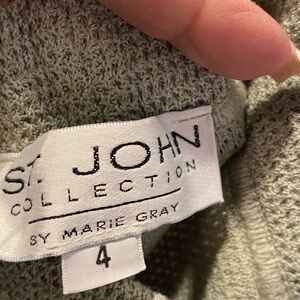 ST. JOHN
COLLECTION
BY MARIE GRAY
4